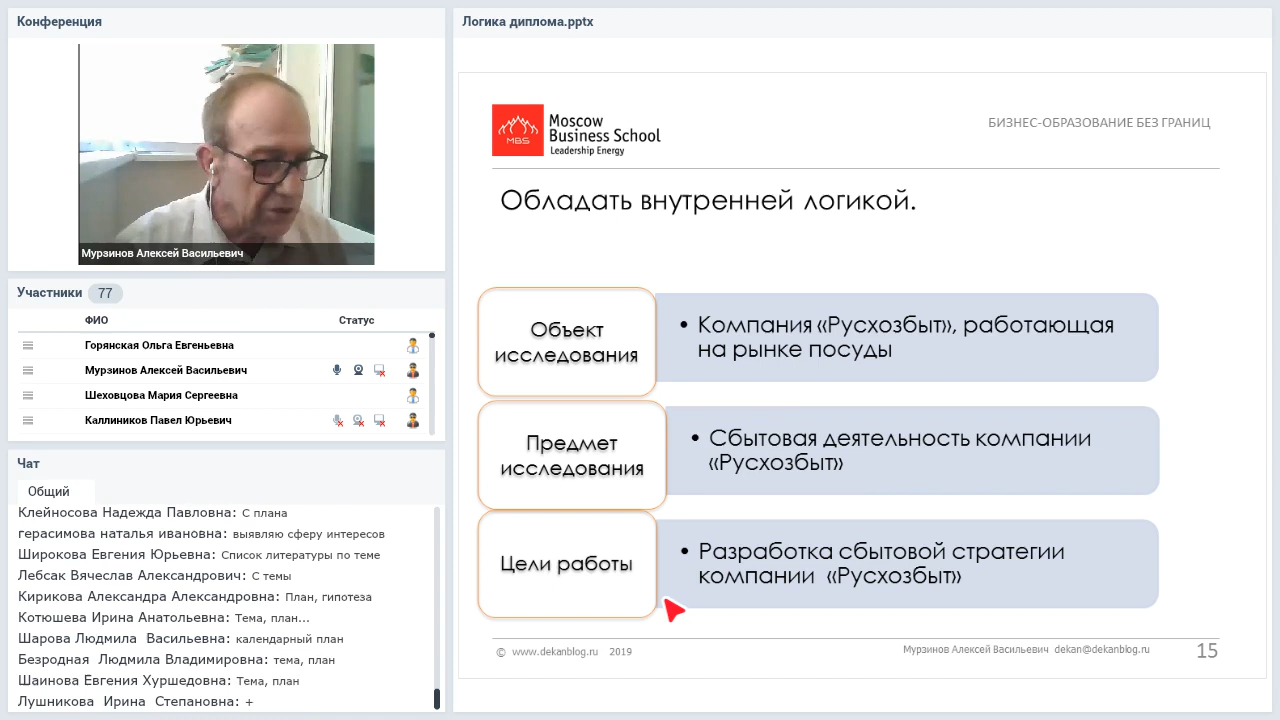 Конференция
Мурзинов Алексей Васильевич
Участники 77
ФИО Статус
Горянская Ольга Евгеньевна
Мурзинов Алексей Васильевич
Шеховцова Мария Сергеевна
Каллиников Павел Юрьевич
Чат
Общий
Клейносова Надежда Павловна: С плана
герасимова наталья ивановна: выявляю сферу интересов
Широкова Евгения Юрьевна: Список литературы по теме
Лебсак Вячеслав Александрович: С темы
Кирикова Александра Александровна: План, гипотеза
Котюшева Ирина Анатольевна: Тема, план...
Шарова Людмила Васильевна: календарный план
Безродная Людмила Владимировна: тема, план
Шаинова Евгения Хуршедовна: Тема, план
Лушникова Ирина Степановна: +
Логика диплома.pptx
MBS
Moscow
Business School
Leadership Energy
БИЗНЕС-ОБРАЗОВАНИЕ БЕЗ ГРАНИЦ
Обладать внутренней логикой.
Объект
исследования
• Компания «Русхозбыт», работающая
на рынке посуды
Предмет
исследования
• Сбытовая деятельность компании
«Русхозбыт»
Цели работы
• Разработка сбытовой стратегии
компании «Русхозбыт»
© www.dekanblog.ru 2019
Мурзинов Алексей Васильевич dekan@dekanblog.ru
15